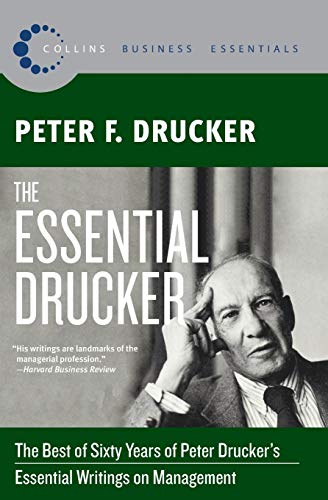 COLLINS BUSINESS ESSENTIALS
PETER F. DRUCKER
THE
ESSENTIAL
DRUCKER
"His writings are landmarks of the
managerial profession."
—Harvard Business Review
The Best of Sixty Years of Peter Drucker's
Essential Writings on Management